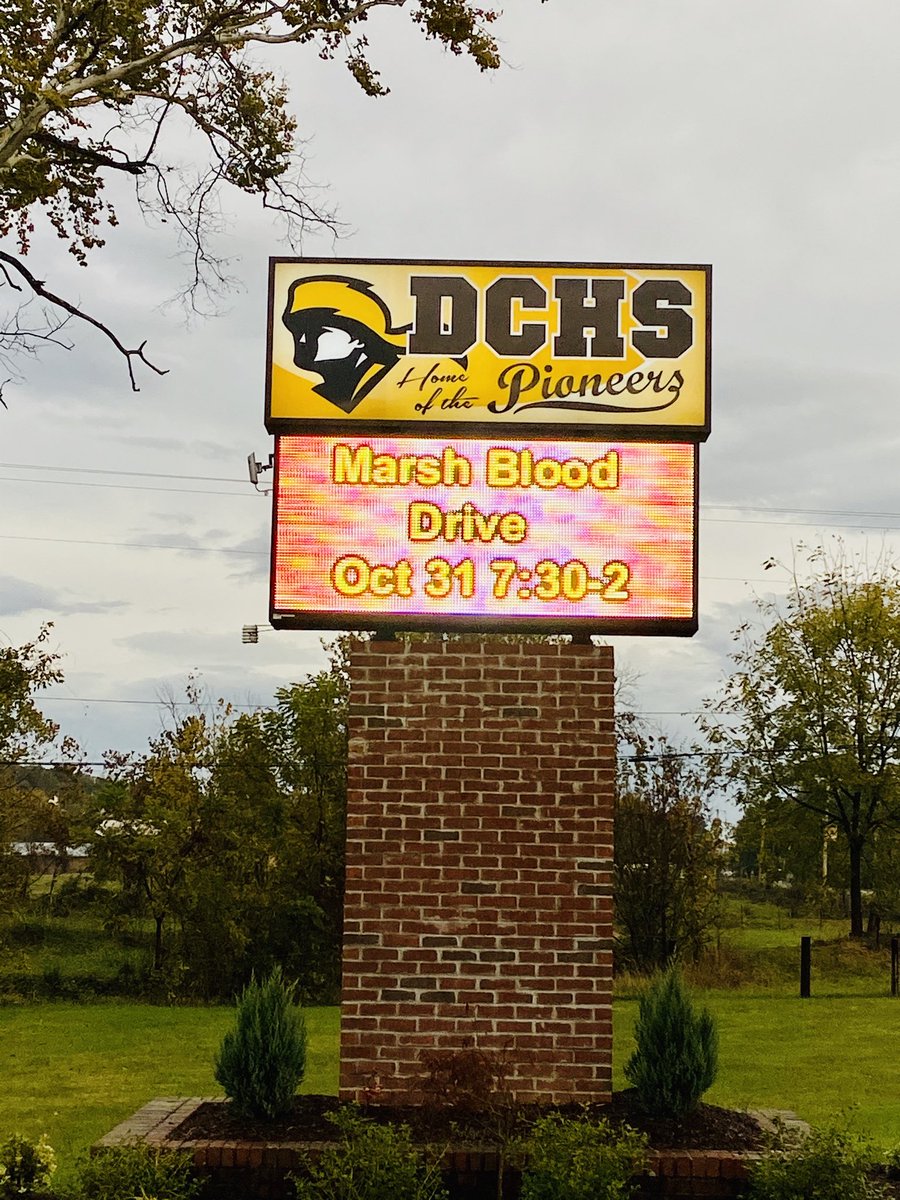 DCHS
Home of the Pioneers
Marsh Blood
Drive
Oct 31 7:30-2